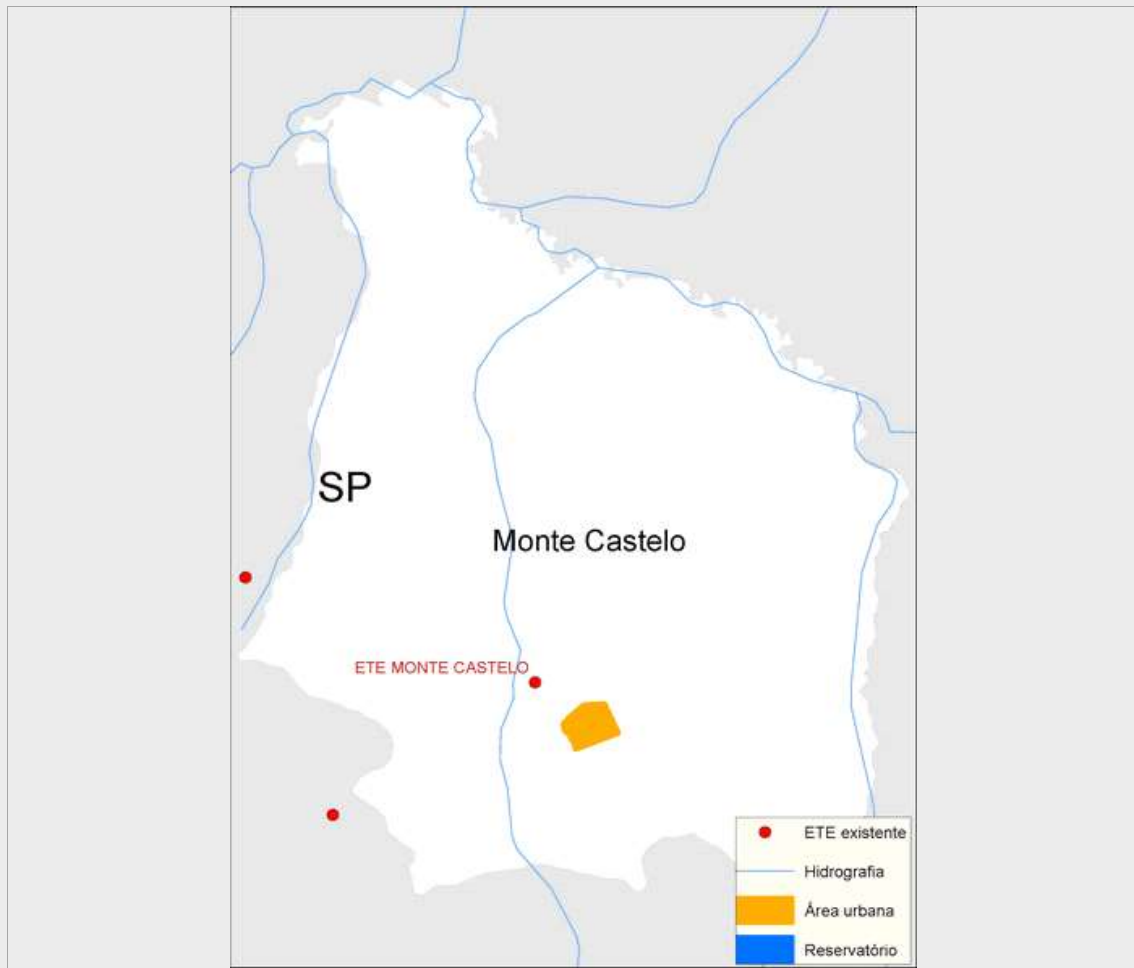 SP
Monte Castelo
ETE MONTE CASTELO
ETE existente
Hidrografia
Área urbana
Reservatório